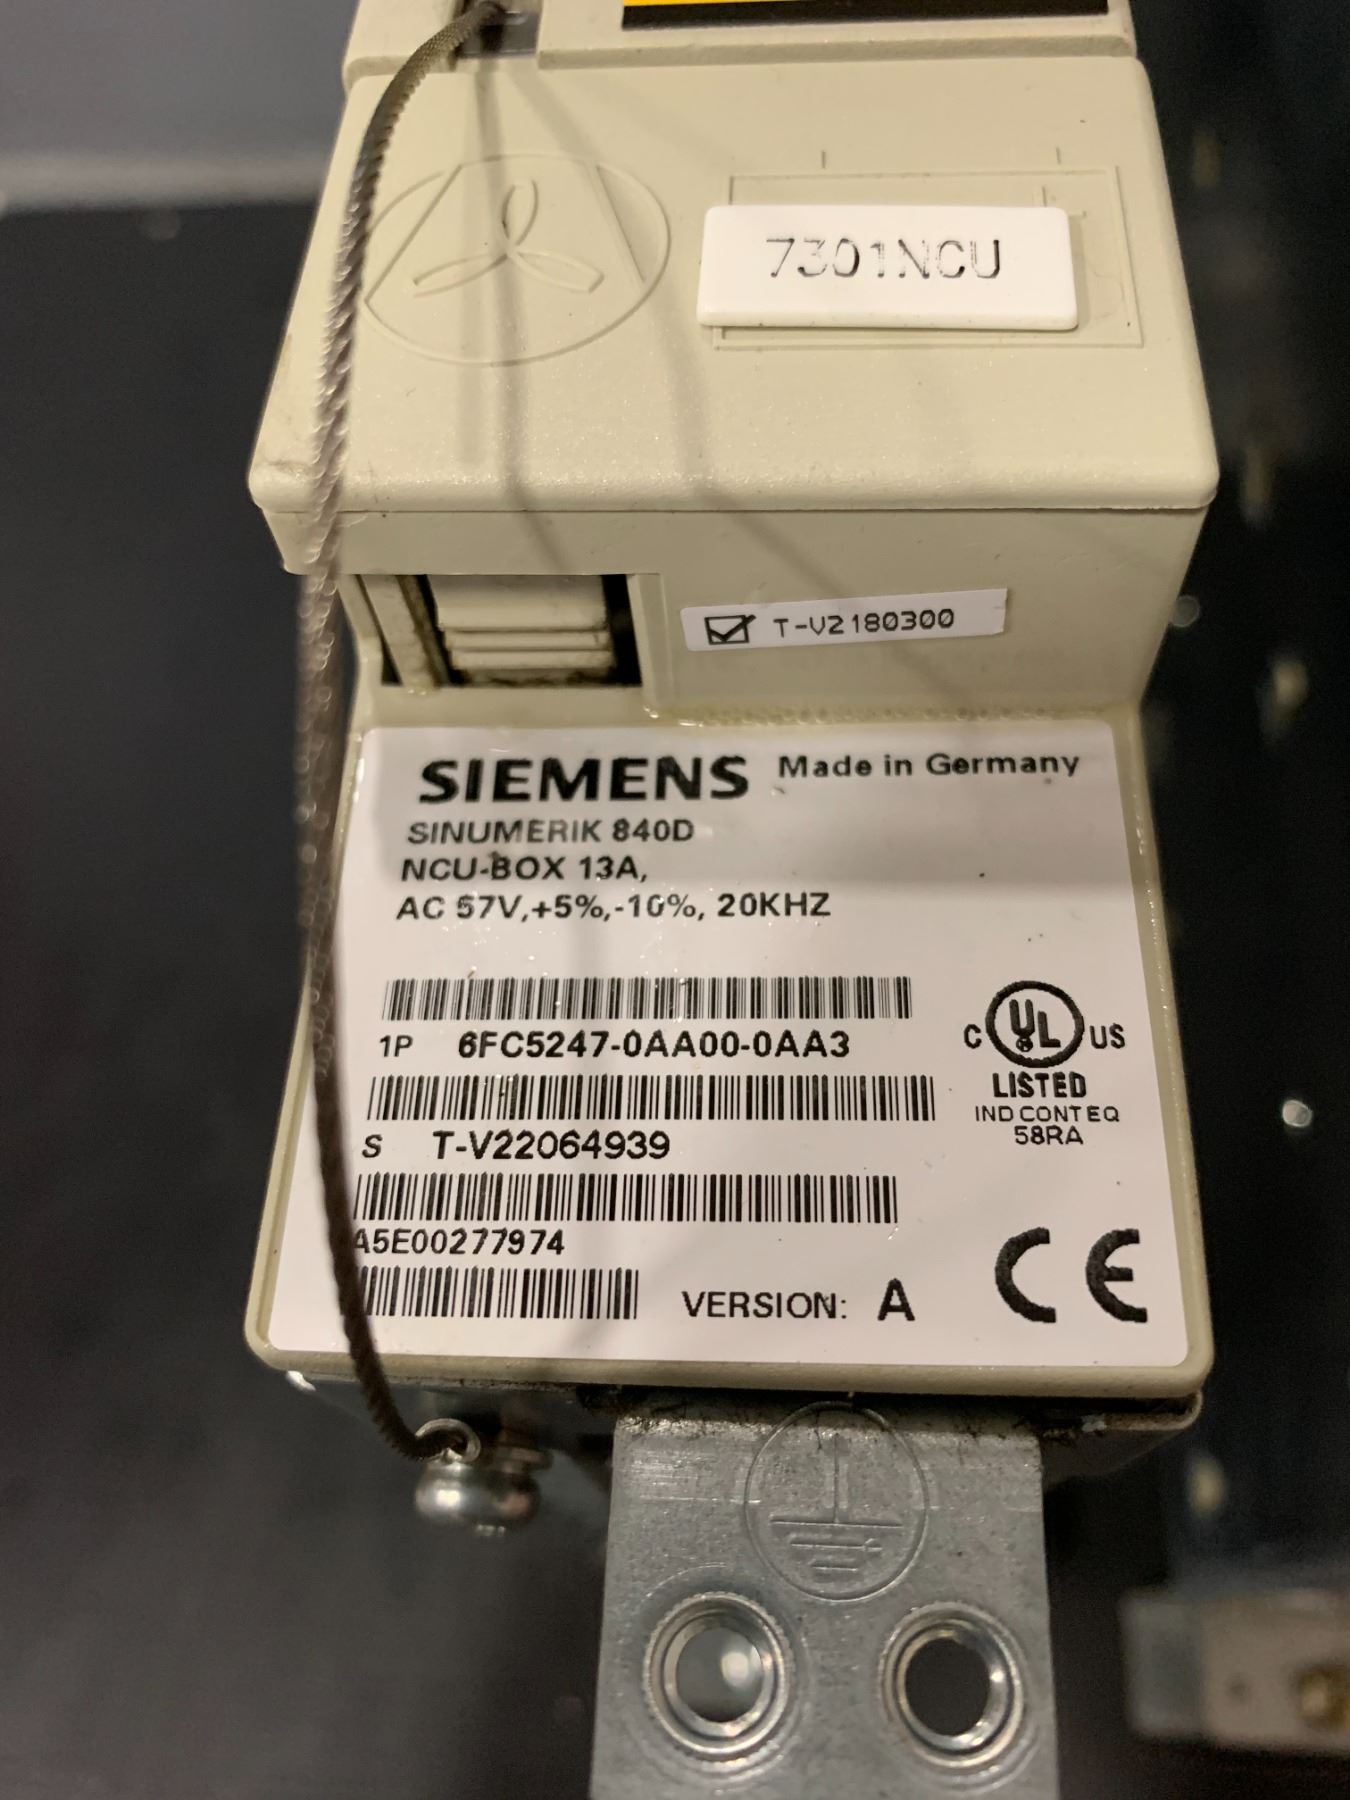 7301NCU
T-V2180300
SIEMENS Made in Germany
SINUMERIK 840D
NCU-BOX 13A,
AC 57V,+5%,-10%, 20KHZ
1P 6FC5247-0AA00-0AA3
C UL US
LISTED
IND CONT EQ
58RA
S T-V22064939
A5E00277974
VERSION: A
CE